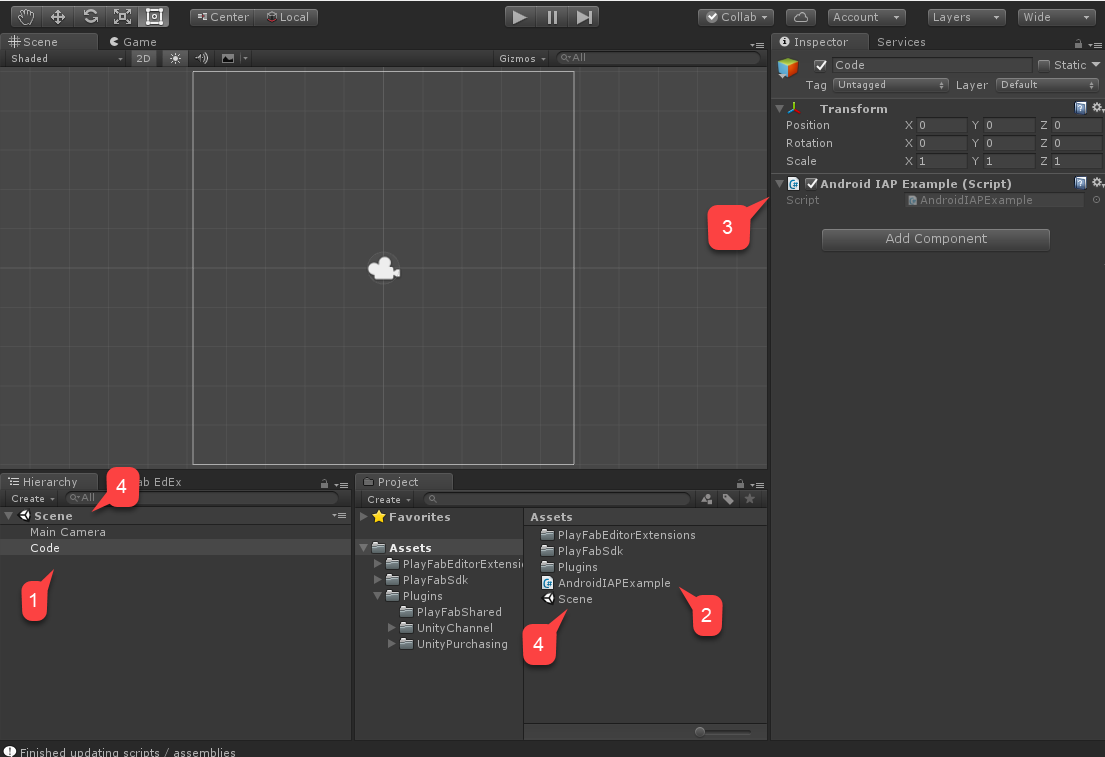 Center Local Collab Account Layers Wide
Scene Game
Shaded 2D Gizmos All
Inspector Services
Code Static
Tag Untagged Layer Default
Transform
Position X 0 Y 0 Z 0
Rotation X 0 Y 0 Z 0
Scale X 1 Y 1 Z 1
Android IAP Example (Script)
Script AndroidIAPExample
3
Add Component
Hierarchy ab EdEx
4
Create All
Scene
Main Camera
Code
1
Project
Create
Favorites
Assets
PlayFabEditorExtensi
PlayFabSdk
Plugins
PlayFabShared
UnityChannel
UnityPurchasing
Assets
PlayFabEditorExtensions
PlayFabSdk
Plugins
AndroidIAPExample
Scene
2
4
Finished updating scripts / assemblies